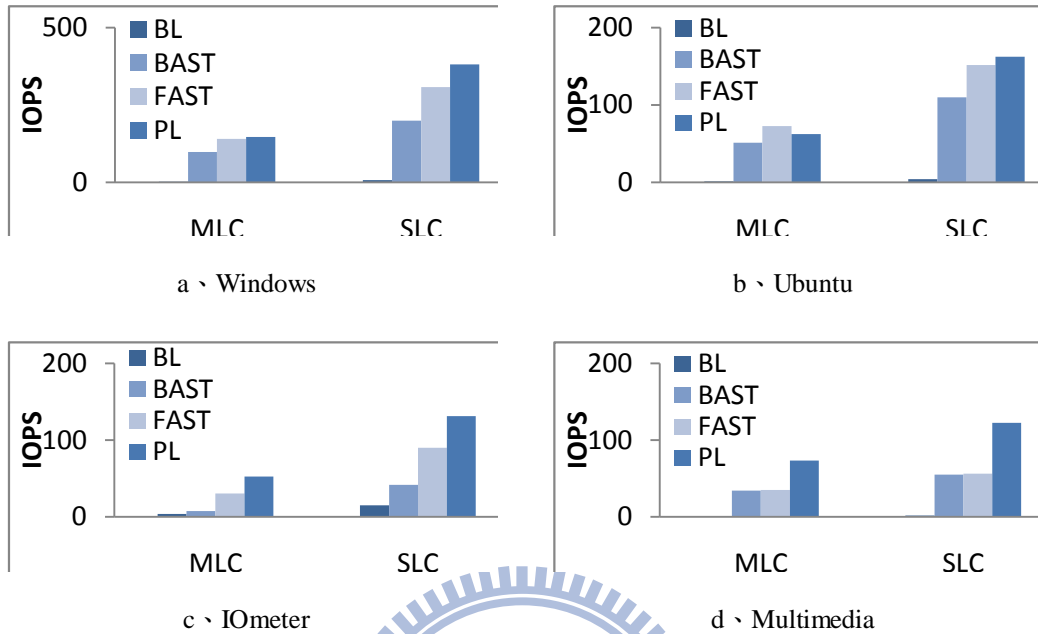 500
0
IOPS
BL
BAST
FAST
PL
MLC SLC
a、Windows
200
100
0
IOPS
BL
BAST
FAST
PL
MLC SLC
b、Ubuntu
200
100
0
IOPS
BL
BAST
FAST
PL
MLC SLC
c、IOmeter
200
100
0
IOPS
BL
BAST
FAST
PL
MLC SLC
d、Multimedia